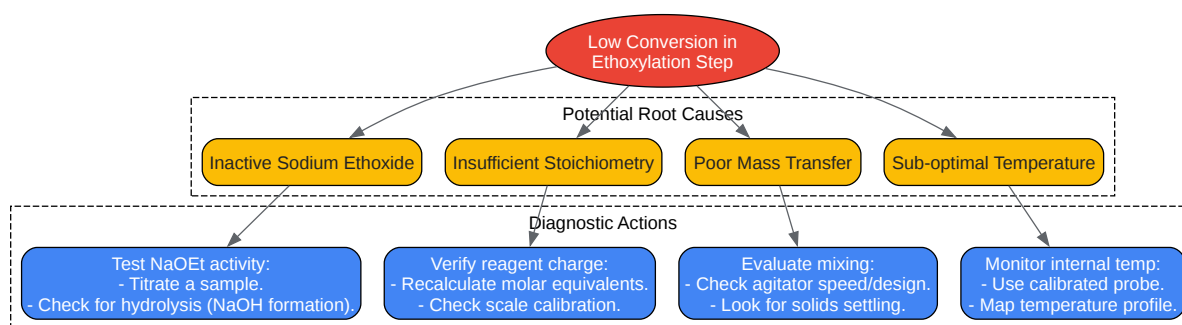 Low Conversion in
Ethoxylation Step
Potential Root Causes
Inactive Sodium Ethoxide
Insufficient Stoichiometry
Poor Mass Transfer
Sub-optimal Temperature
Diagnostic Actions
Test NaOEt activity:
- Titrate a sample.
- Check for hydrolysis (NaOH formation).
Verify reagent charge:
- Recalculate molar equivalents.
- Check scale calibration.
Evaluate mixing:
- Check agitator speed/design.
- Look for solids settling.
Monitor internal temp:
- Use calibrated probe.
- Map temperature profile.